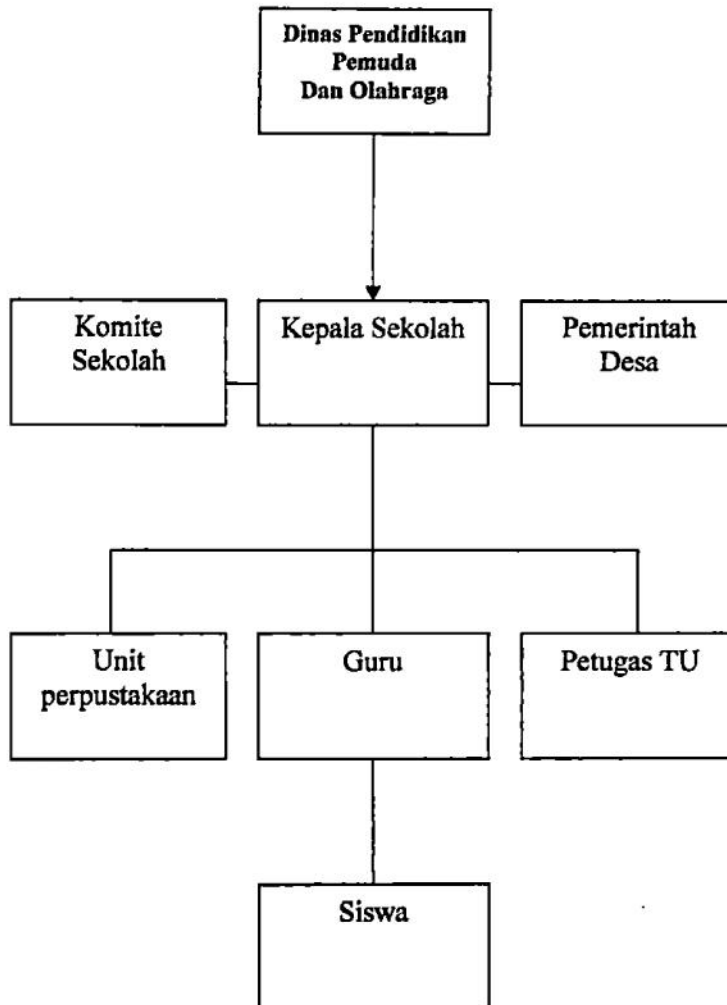 Dinas Pendidikan
Pemuda
Dan Olahraga
Komite
Sekolah
Kepala Sekolah
Pemerintah
Desa
Unit
perpustakaan
Guru
Petugas TU
Siswa